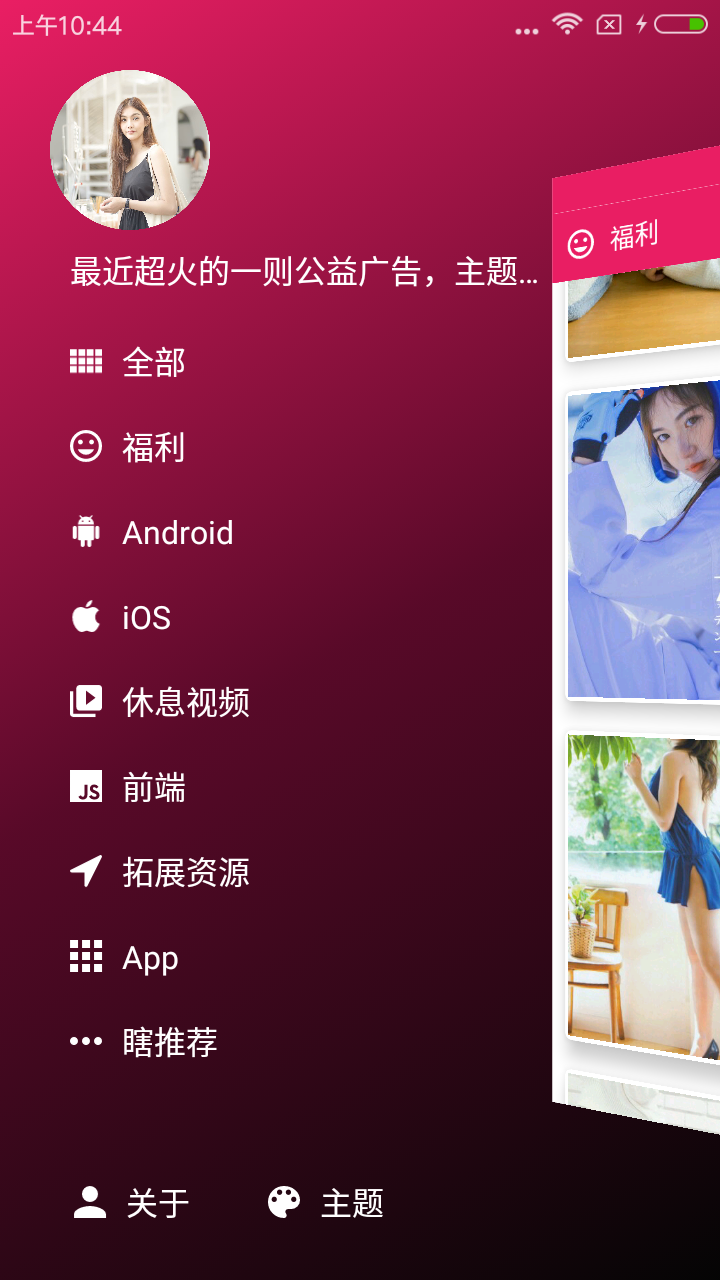 上午10:44
最近超火的一则公益广告，主题...
福利
全部
福利
Android
iOS
休息视频
JS
前端
拓展资源
App
瞎推荐
关于
主题